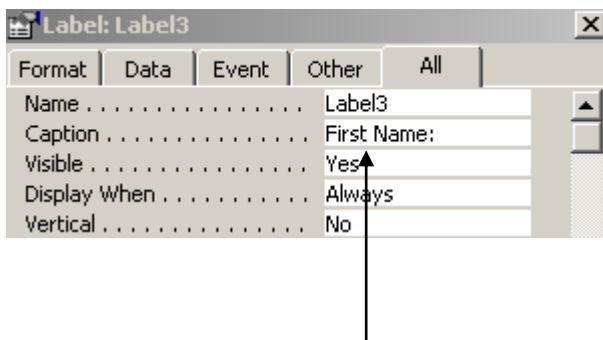 Label: Label3
Format Data Event Other All
Name . . . . . . . . . . . . . . . . Label3
Caption . . . . . . . . . . . . . . . First Name:
Visible . . . . . . . . . . . . . . . . Yes
Display When . . . . . . . . . . . Always
Vertical . . . . . . . . . . . . . . . No